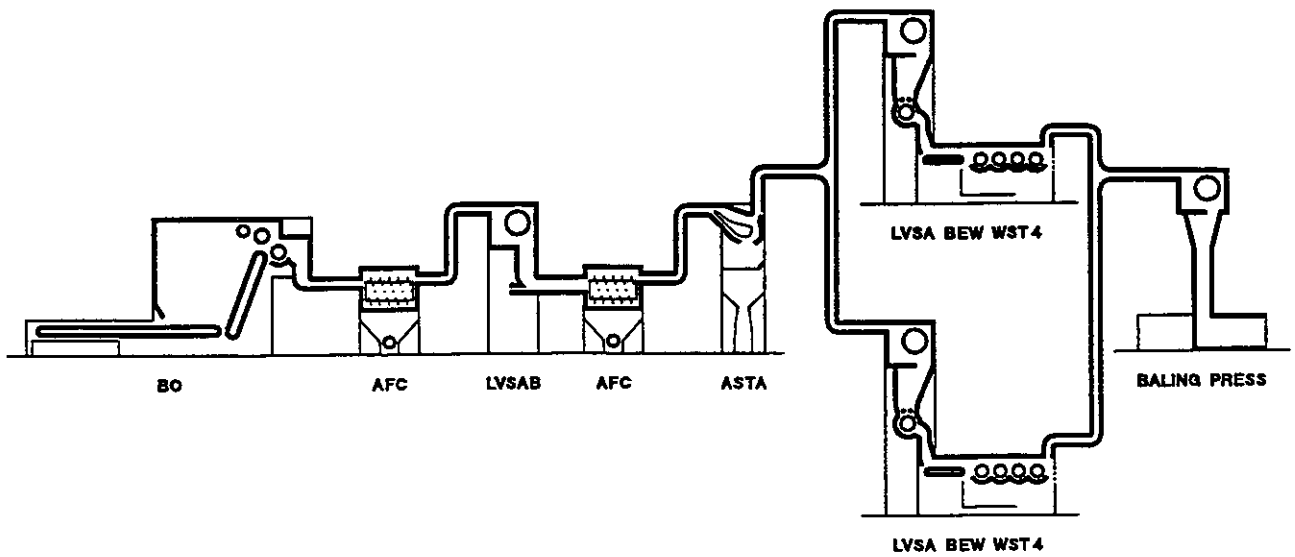 LVSA BEW WST4
BO
AFC
LVSAB
AFC
ASTA
BALING PRESS
LVSA BEW WST4